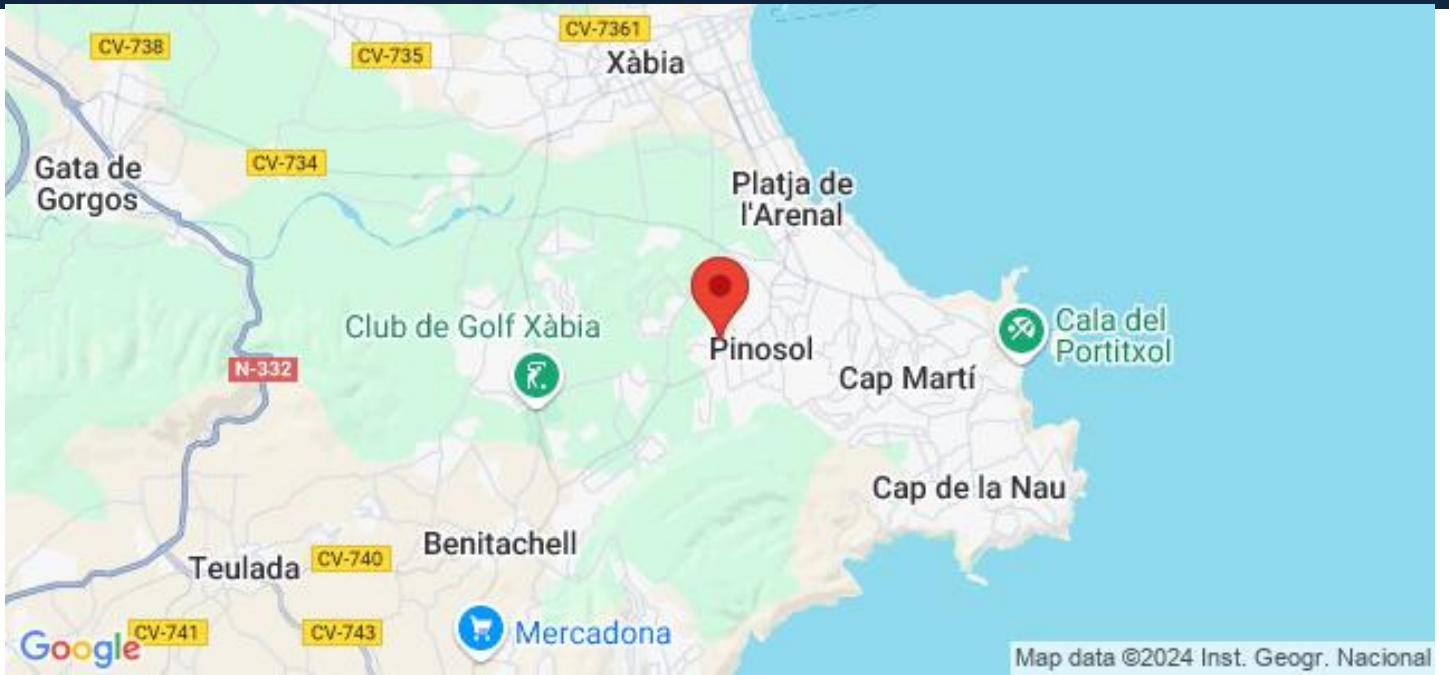 CV-7361
CV-738
CV-735
Xàbia
CV-734
Gata de
Gorgos
Platja de
l'Arenal
Club de Golf Xàbia
Cala del
Portitxol
Pinosol
N-332
Cap Martí
Cap de la Nau
Benitachell
Teulada
CV-740
Google
CV-741
CV-743
Mercadona
Map data ©2024 Inst. Geogr. Nacional